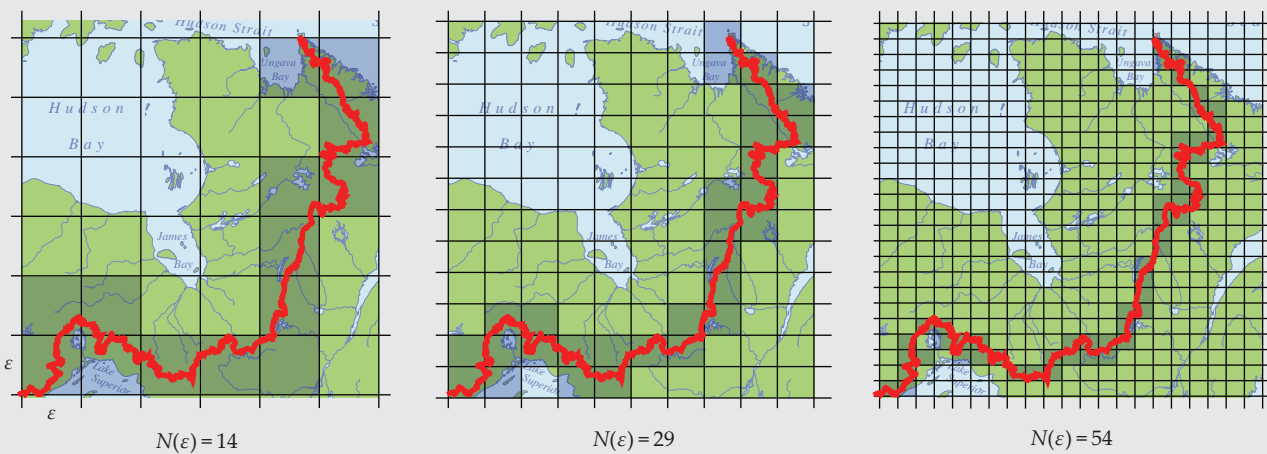 Hudson Strait
S
Ungava
Bay
Hudson
Bay
James
Bay
Lake
Superior
ε
ε
N(ε) = 14
Hudson Strait
S
Ungava
Bay
Hudson
Bay
James
Bay
Lake
Superior
N(ε) = 29
Hudson Strait
Ungava
Bay
Hudson
Bay
James
Bay
Lake
Superior
N(ε) = 54